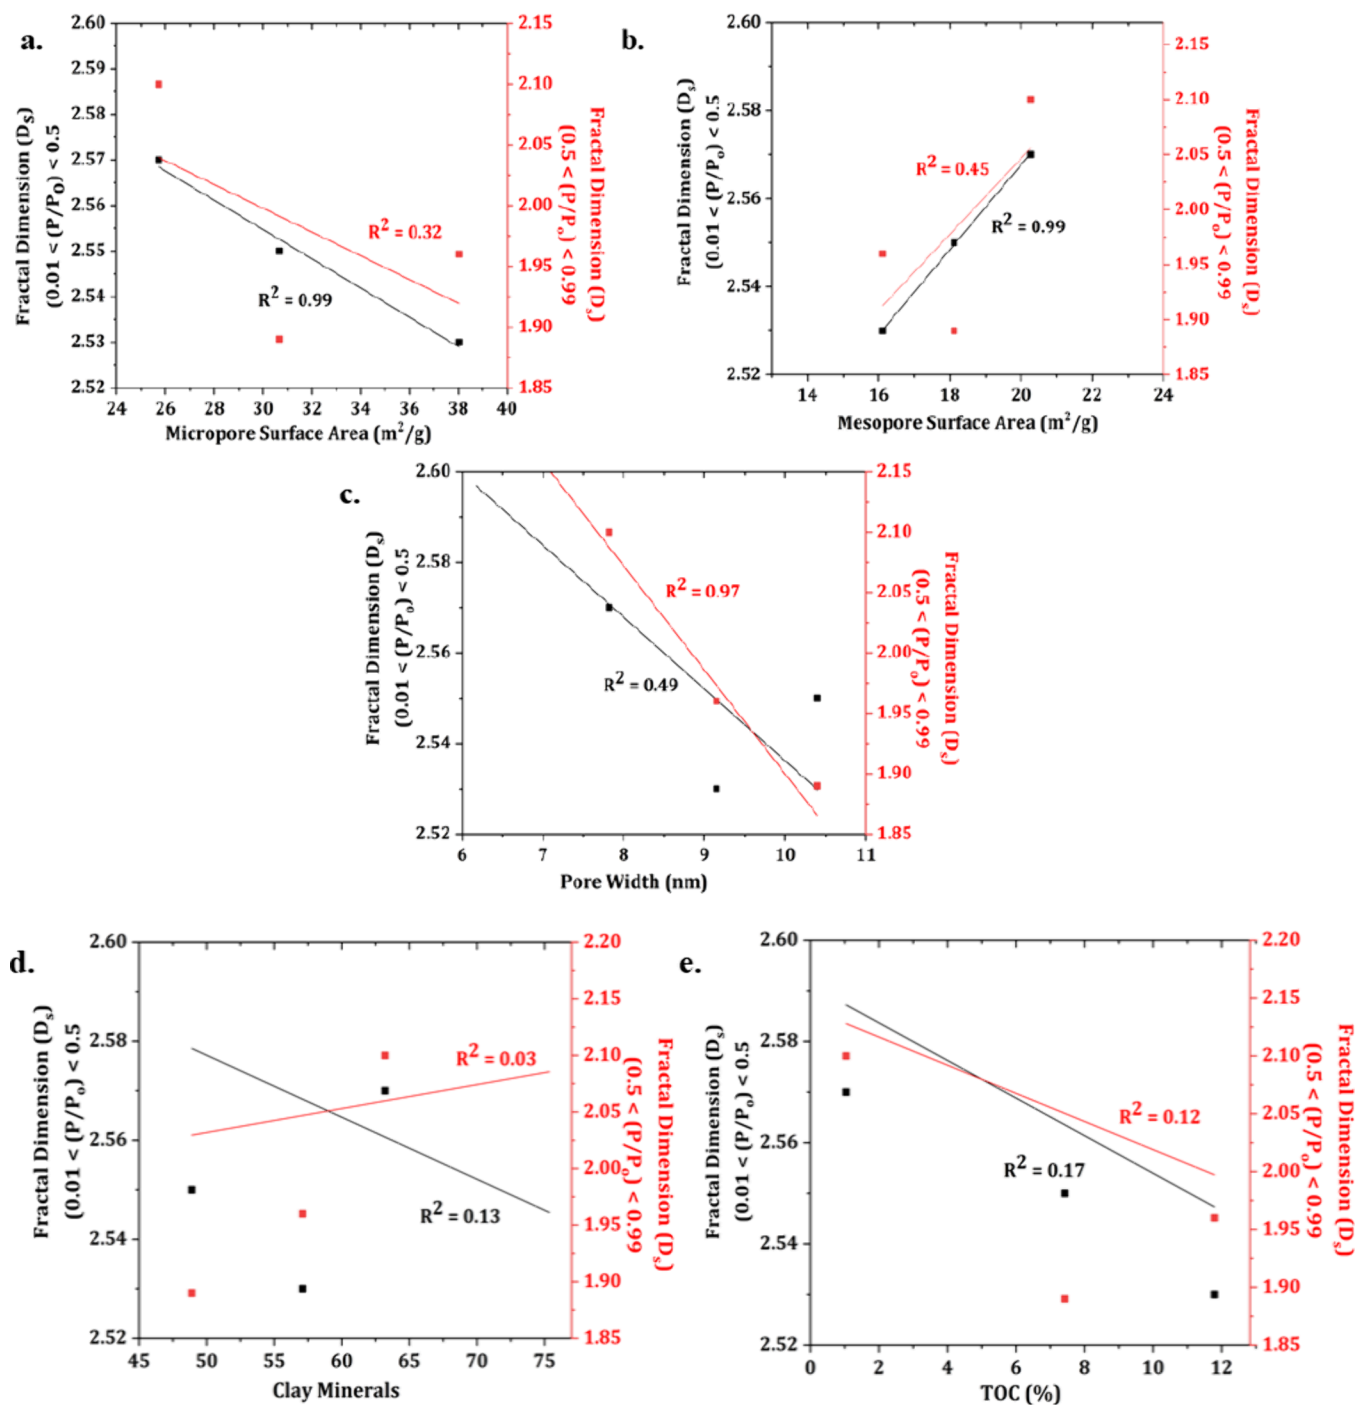 a.
2.60
2.59
2.58
2.57
2.56
2.55
2.54
2.53
2.52
Fractal Dimension (Ds)
(0.01 < (P/Po) < 0.5
2.15
2.10
2.05
2.00
1.95
1.90
1.85
Fractal Dimension (Ds)
(0.5 < (P/Po) < 0.99
R2 = 0.32
R2 = 0.99
24 26 28 30 32 34 36 38 40
Micropore Surface Area (m2/g)
b.
2.60
2.58
2.56
2.54
2.52
Fractal Dimension (Ds)
(0.01 < (P/Po) < 0.5
2.15
2.10
2.05
2.00
1.95
1.90
1.85
Fractal Dimension (Ds)
(0.5 < (P/Po) < 0.99
R2 = 0.45
R2 = 0.99
14 16 18 20 22 24
Mesopore Surface Area (m2/g)
c.
2.60
2.58
2.56
2.54
2.52
Fractal Dimension (Ds)
(0.01 < (P/Po) < 0.5
2.15
2.10
2.05
2.00
1.95
1.90
1.85
Fractal Dimension (Ds)
(0.5 < (P/Po) < 0.99
R2 = 0.97
R2 = 0.49
6 7 8 9 10 11
Pore Width (nm)
d.
2.60
2.58
2.56
2.54
2.52
Fractal Dimension (Ds)
(0.01 < (P/Po) < 0.5
2.20
2.15
2.10
2.05
2.00
1.95
1.90
1.85
Fractal Dimension (Ds)
(0.5 < (P/Po) < 0.99
R2 = 0.03
R2 = 0.13
45 50 55 60 65 70 75
Clay Minerals
e.
2.60
2.58
2.56
2.54
2.52
Fractal Dimension (Ds)
(0.01 < (P/Po) < 0.5
2.20
2.15
2.10
2.05
2.00
1.95
1.90
1.85
Fractal Dimension (Ds)
(0.5 < (P/Po) < 0.99
R2 = 0.12
R2 = 0.17
0 2 4 6 8 10 12
TOC (%)